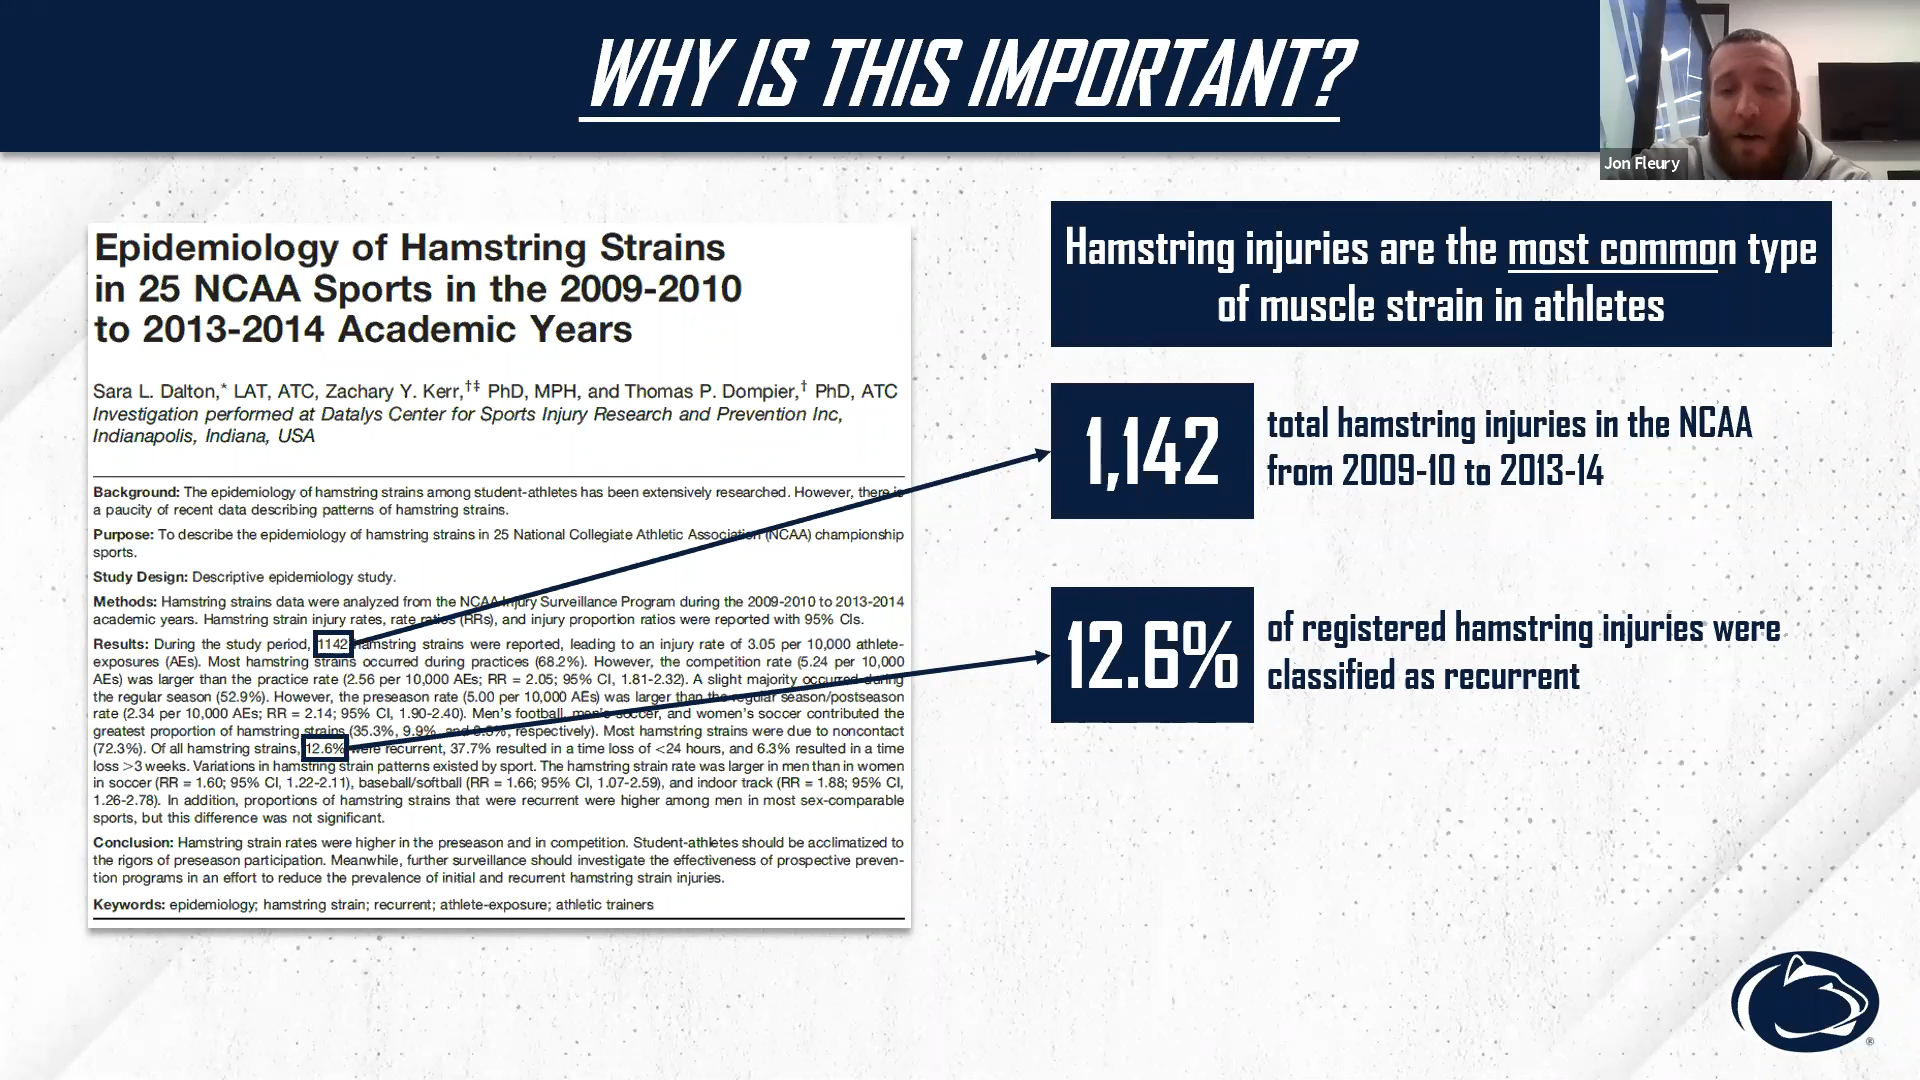 WHY IS THIS IMPORTANT?
Jon Fleury
Epidemiology of Hamstring Strains
in 25 NCAA Sports in the 2009-2010
to 2013-2014 Academic Years
Sara L. Dalton,* LAT, ATC, Zachary Y. Kerr,†‡ PhD, MPH, and Thomas P. Dompier,† PhD, ATC
Investigation performed at Datalys Center for Sports Injury Research and Prevention Inc,
Indianapolis, Indiana, USA
Background: The epidemiology of hamstring strains among student-athletes has been extensively researched. However, there is
a paucity of recent data describing patterns of hamstring strains.
Purpose: To describe the epidemiology of hamstring strains in 25 National Collegiate Athletic Association (NCAA) championship
sports.
Study Design: Descriptive epidemiology study.
Methods: Hamstring strains data were analyzed from the NCAA Injury Surveillance Program during the 2009-2010 to 2013-2014
academic years. Hamstring strain injury rates, rate ratios (RRs), and injury proportion ratios were reported with 95% CIs.
Results: During the study period, 1142 hamstring strains were reported, leading to an injury rate of 3.05 per 10,000 athlete-
exposures (AEs). Most hamstring strains occurred during practices (68.2%). However, the competition rate (5.24 per 10,000
AEs) was larger than the practice rate (2.56 per 10,000 AEs; RR = 2.05; 95% CI, 1.81-2.32). A slight majority occurred during
the regular season (52.9%). However, the preseason rate (5.00 per 10,000 AEs) was larger than the regular season/postseason
rate (2.34 per 10,000 AEs; RR = 2.14; 95% CI, 1.90-2.40). Men's football, men's soccer, and women's soccer contributed the
greatest proportion of hamstring strains (35.3%, 9.9%, and respectively). Most hamstring strains were due to noncontact
(72.3%). Of all hamstring strains, 12.6% were recurrent, 37.7% resulted in a time loss of <24 hours, and 6.3% resulted in a time
loss >3 weeks. Variations in hamstring strain patterns existed by sport. The hamstring strain rate was larger in men than in women
in soccer (RR = 1.60; 95% CI, 1.22-2.11), baseball/softball (RR = 1.66; 95% CI, 1.07-2.59), and indoor track (RR = 1.88; 95% CI,
1.26-2.78). In addition, proportions of hamstring strains that were recurrent were higher among men in most sex-comparable
sports, but this difference was not significant.
Conclusion: Hamstring strain rates were higher in the preseason and in competition. Student-athletes should be acclimatized to
the rigors of preseason participation. Meanwhile, further surveillance should investigate the effectiveness of prospective preven-
tion programs in an effort to reduce the prevalence of initial and recurrent hamstring strain injuries.
Keywords: epidemiology; hamstring strain; recurrent; athlete-exposure; athletic trainers
Hamstring injuries are the most common type
of muscle strain in athletes
1,142
total hamstring injuries in the NCAA
from 2009-10 to 2013-14
12.6%
of registered hamstring injuries were
classified as recurrent
®